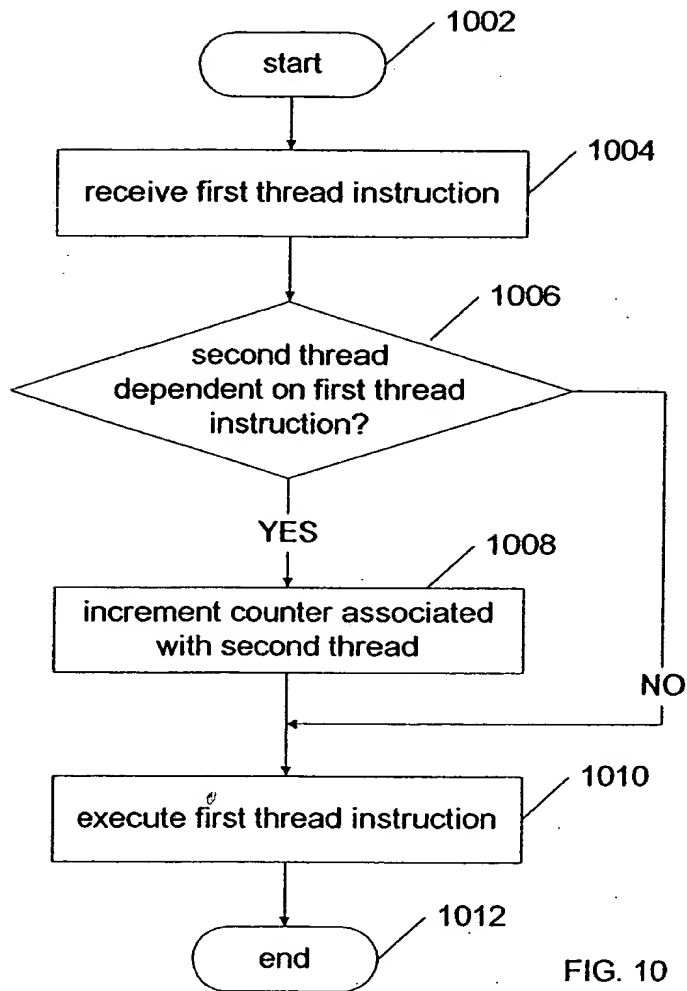 1002
start
1004
receive first thread instruction
1006
second thread
dependent on first thread
instruction?
YES
1008
increment counter associated
with second thread
NO
1010
execute first thread instruction
1012
end
FIG. 10